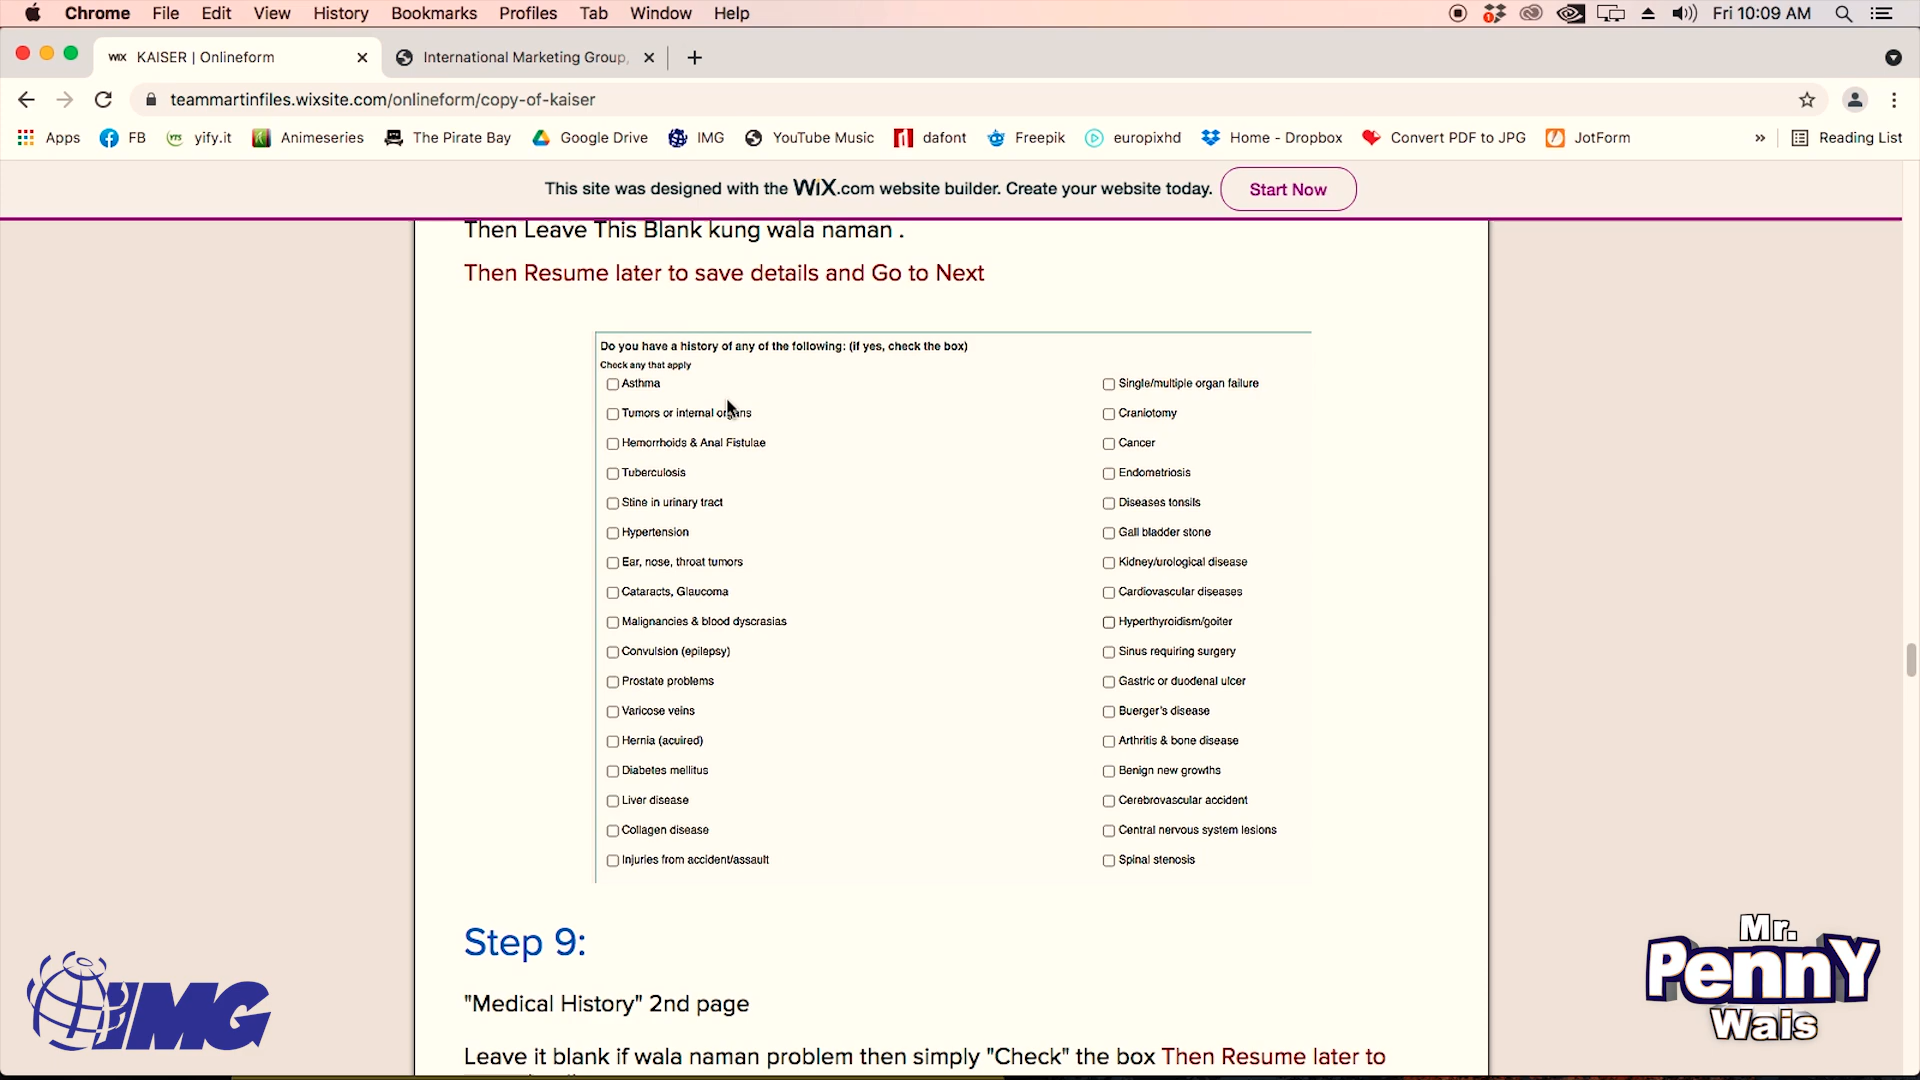 Chrome File Edit View History Bookmarks Profiles Tab Window Help
1
Fri 10:09 AM
WiX KAISER | Onlineform
International Marketing Group,
teammartinfiles.wixsite.com/onlineform/copy-of-kaiser
Apps FB YTS yify.it Animeseries The Pirate Bay Google Drive IMG YouTube Music dafont Freepik europixhd Home - Dropbox Convert PDF to JPG JotForm » Reading List
This site was designed with the WiX.com website builder. Create your website today. Start Now
Then Leave This Blank kung wala naman .
Then Resume later to save details and Go to Next
Do you have a history of any of the following: (if yes, check the box)
Check any that apply
Asthma
Tumors or internal organs
Hemorrhoids & Anal Fistulae
Tuberculosis
Stine in urinary tract
Hypertension
Ear, nose, throat tumors
Cataracts, Glaucoma
Malignancies & blood dyscrasias
Convulsion (epilepsy)
Prostate problems
Varicose veins
Hernia (acuired)
Diabetes mellitus
Liver disease
Collagen disease
Injuries from accident/assault
Single/multiple organ failure
Craniotomy
Cancer
Endometriosis
Diseases tonsils
Gall bladder stone
Kidney/urological disease
Cardiovascular diseases
Hyperthyroidism/goiter
Sinus requiring surgery
Gastric or duodenal ulcer
Buerger's disease
Arthritis & bone disease
Benign new growths
Cerebrovascular accident
Central nervous system lesions
Spinal stenosis
Step 9:
"Medical History" 2nd page
Leave it blank if wala naman problem then simply "Check" the box Then Resume later to
IMG
Mr.
PennY
Wais